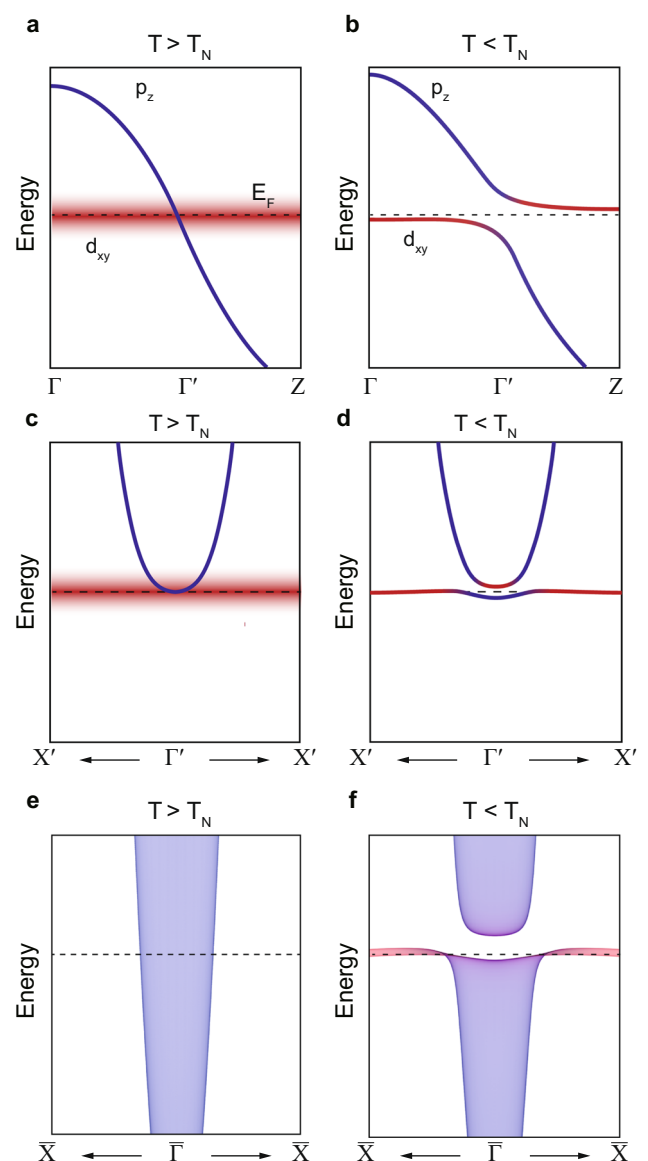 a
T > T_N
p_z
E_F
d_xy
Energy
Γ Γ′ Z
b
T < T_N
p_z
d_xy
Energy
Γ Γ′ Z
c
T > T_N
Energy
X′ ← Γ′ → X′
d
T < T_N
Energy
X′ ← Γ′ → X′
e
T > T_N
Energy
X̅ ← Γ̅ → X̅
f
T < T_N
Energy
X̅ ← Γ̅ → X̅